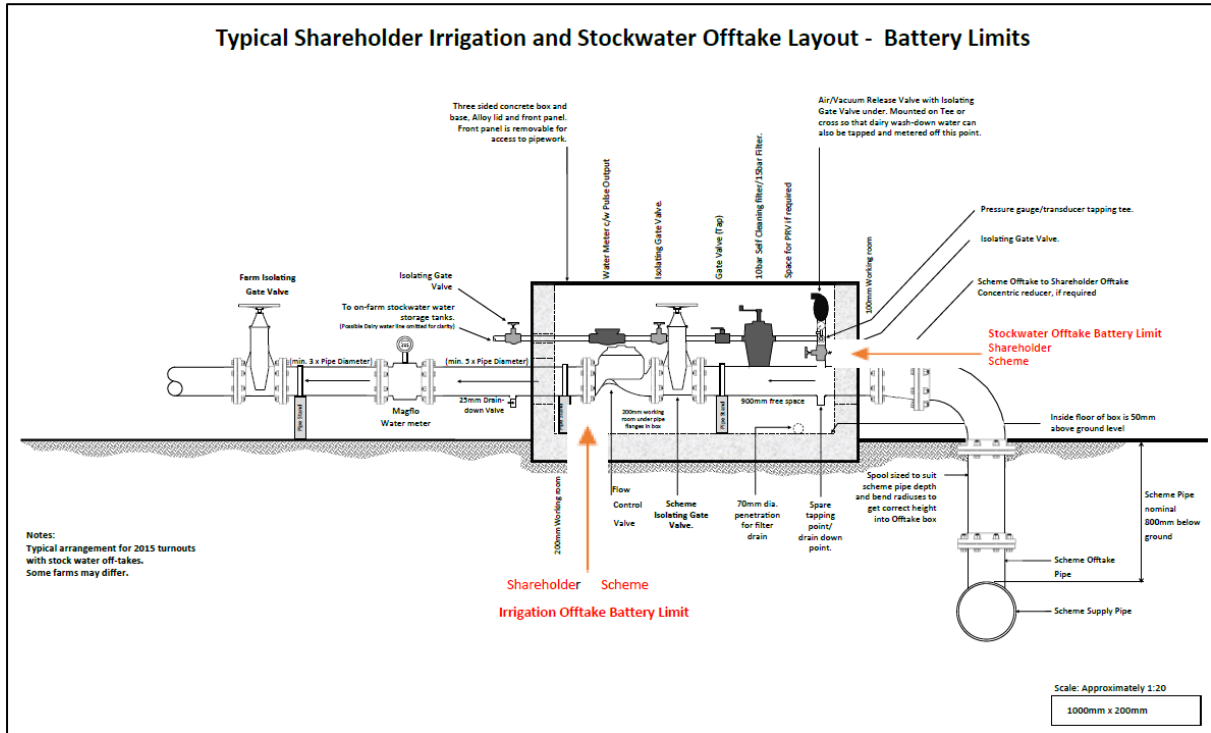 Typical Shareholder Irrigation and Stockwater Offtake Layout - Battery Limits
Three sided concrete box and
base, Alloy lid and front panel.
Front panel is removable for
access to pipework.
Water Meter c/w Pulse Output
Isolating Gate Valve.
Gate Valve (Tap)
10bar Self Cleaning filter/15bar Filter.
Space for PRV if required
Air/Vacuum Release Valve with Isolating
Gate Valve under. Mounted on Tee or
cross so that dairy wash-down water can
also be tapped and metered off this point.
100mm Working room
Pressure gauge/transducer tapping tee.
Isolating Gate Valve.
Scheme Offtake to Shareholder Offtake
Concentric reducer, if required
Stockwater Offtake Battery Limit
Shareholder
Scheme
Farm Isolating
Gate Valve
Isolating Gate
Valve
To on-farm stockwater water
storage tanks.
(Possible Dairy water line omitted for clarity)
(min. 3 x Pipe Diameter)
(min. 5 x Pipe Diameter)
Pipe Stand
Magflo
Water meter
25mm Drain-
down Valve
Pipe Stand
200mm working
room under pipe
flanges in box
Pipe Stand
900mm free space
Inside floor of box is 50mm
above ground level
200mm Working room
Flow
Control
Valve
Scheme
Isolating Gate
Valve.
70mm dia.
penetration for
filter
drain
Spare
tapping
point/
drain down
point.
Spool sized to suit
scheme pipe depth
and bend radiuses to
get correct height
into Offtake box
Scheme Pipe
nominal
800mm below
ground
Scheme Offtake
Pipe
Scheme Supply Pipe
Notes:
Typical arrangement for 2015 turnouts
with stock water off-takes.
Some farms may differ.
Shareholder Scheme
Irrigation Offtake Battery Limit
Scale: Approximately 1:20
1000mm x 200mm